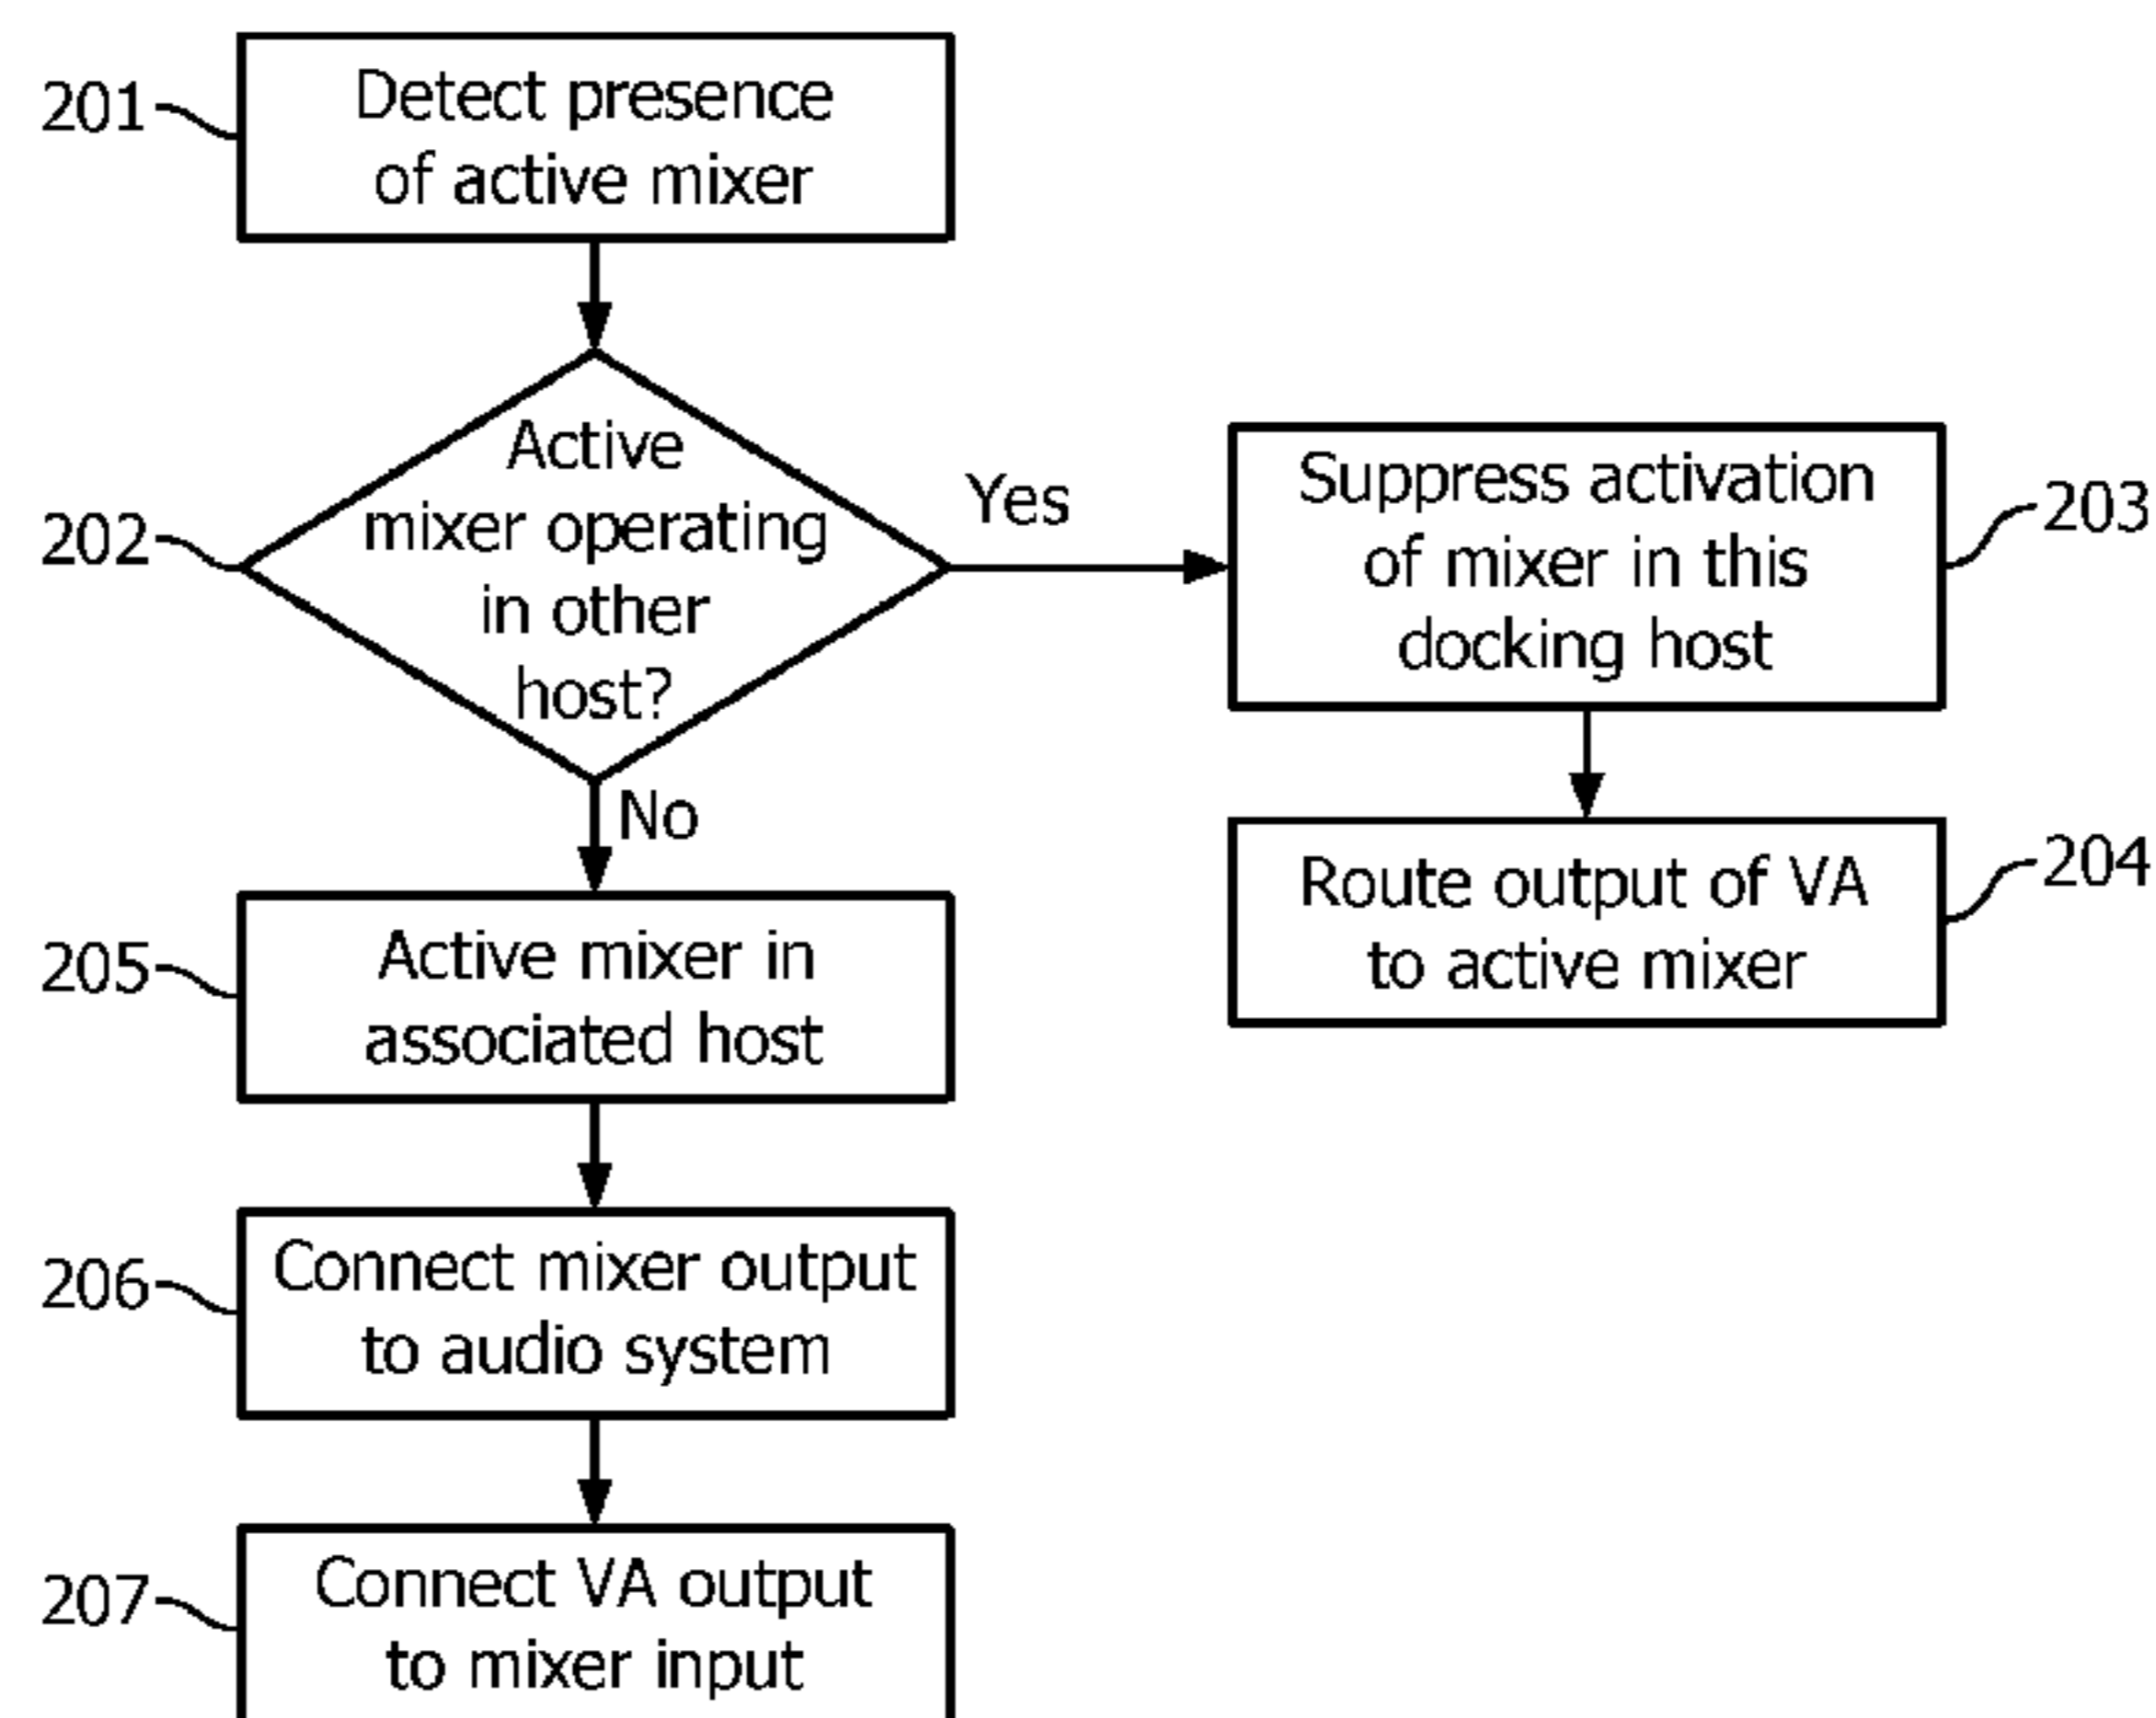 201
Detect presence
of active mixer
202
Active
mixer operating
in other
host?
Yes
No
Suppress activation
of mixer in this
docking host
203
Route output of VA
to active mixer
204
205
Active mixer in
associated host
206
Connect mixer output
to audio system
207
Connect VA output
to mixer input